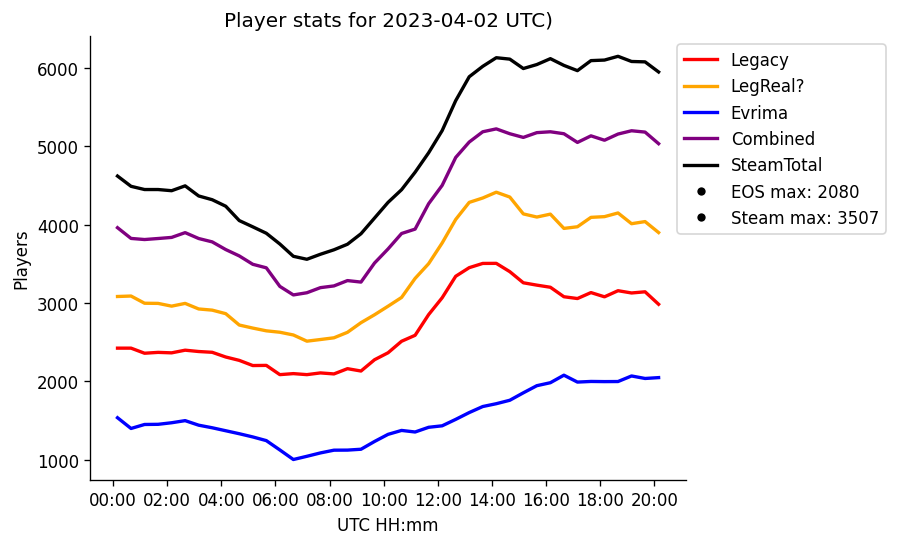 Player stats for 2023-04-02 UTC)
Players
6000
5000
4000
3000
2000
1000
00:00 02:00 04:00 06:00 08:00 10:00 12:00 14:00 16:00 18:00 20:00
UTC HH:mm
Legacy
LegReal?
Evrima
Combined
SteamTotal
EOS max: 2080
Steam max: 3507